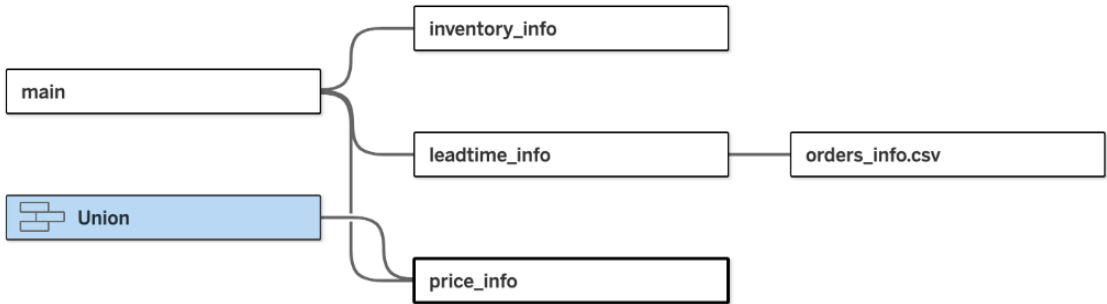 inventory_info
main
leadtime_info
orders_info.csv
Union
price_info